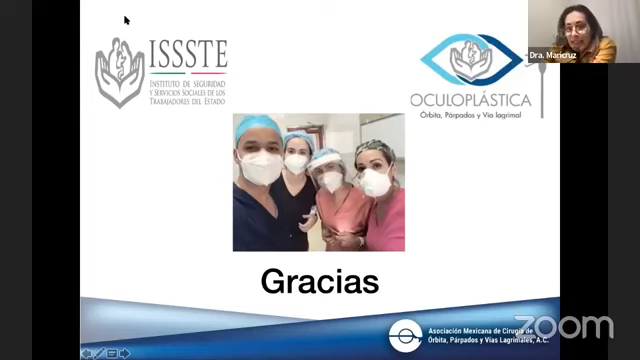 ISSSTE
INSTITUTO DE SEGURIDAD
Y SERVICIOS SOCIALES DE LOS
TRABAJADORES DEL ESTADO
OCULOPLÁSTICA
Órbita, Párpados y Vía lagrimal
Dra. Maricruz
Gracias
Asociación Mexicana de Cirugía de
Órbita, Párpados y Vías Lagrimales, A.C.
zoom